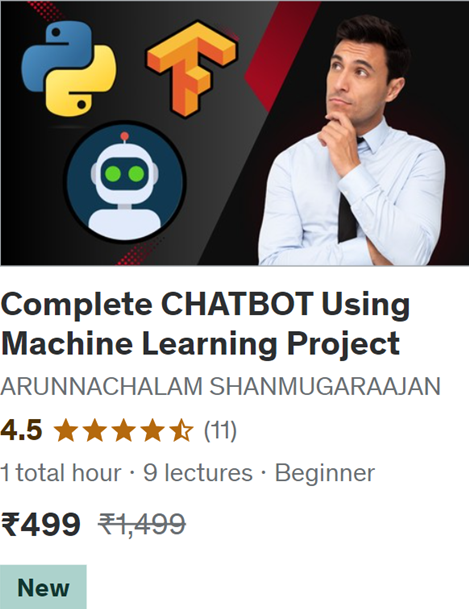 Complete CHATBOT Using
Machine Learning Project
ARUNNACHALAM SHANMUGARAAJAN
4.5 (11)
1 total hour · 9 lectures · Beginner
₹499 ₹1,499
New